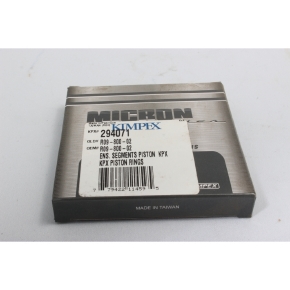 MICRON
KIMPEX
KPX# 294071
R09-800-02
R09-800-02
ENS. SEGMENTS PISTON KPX
KPX PISTON RINGS
MADE IN TAIWAN